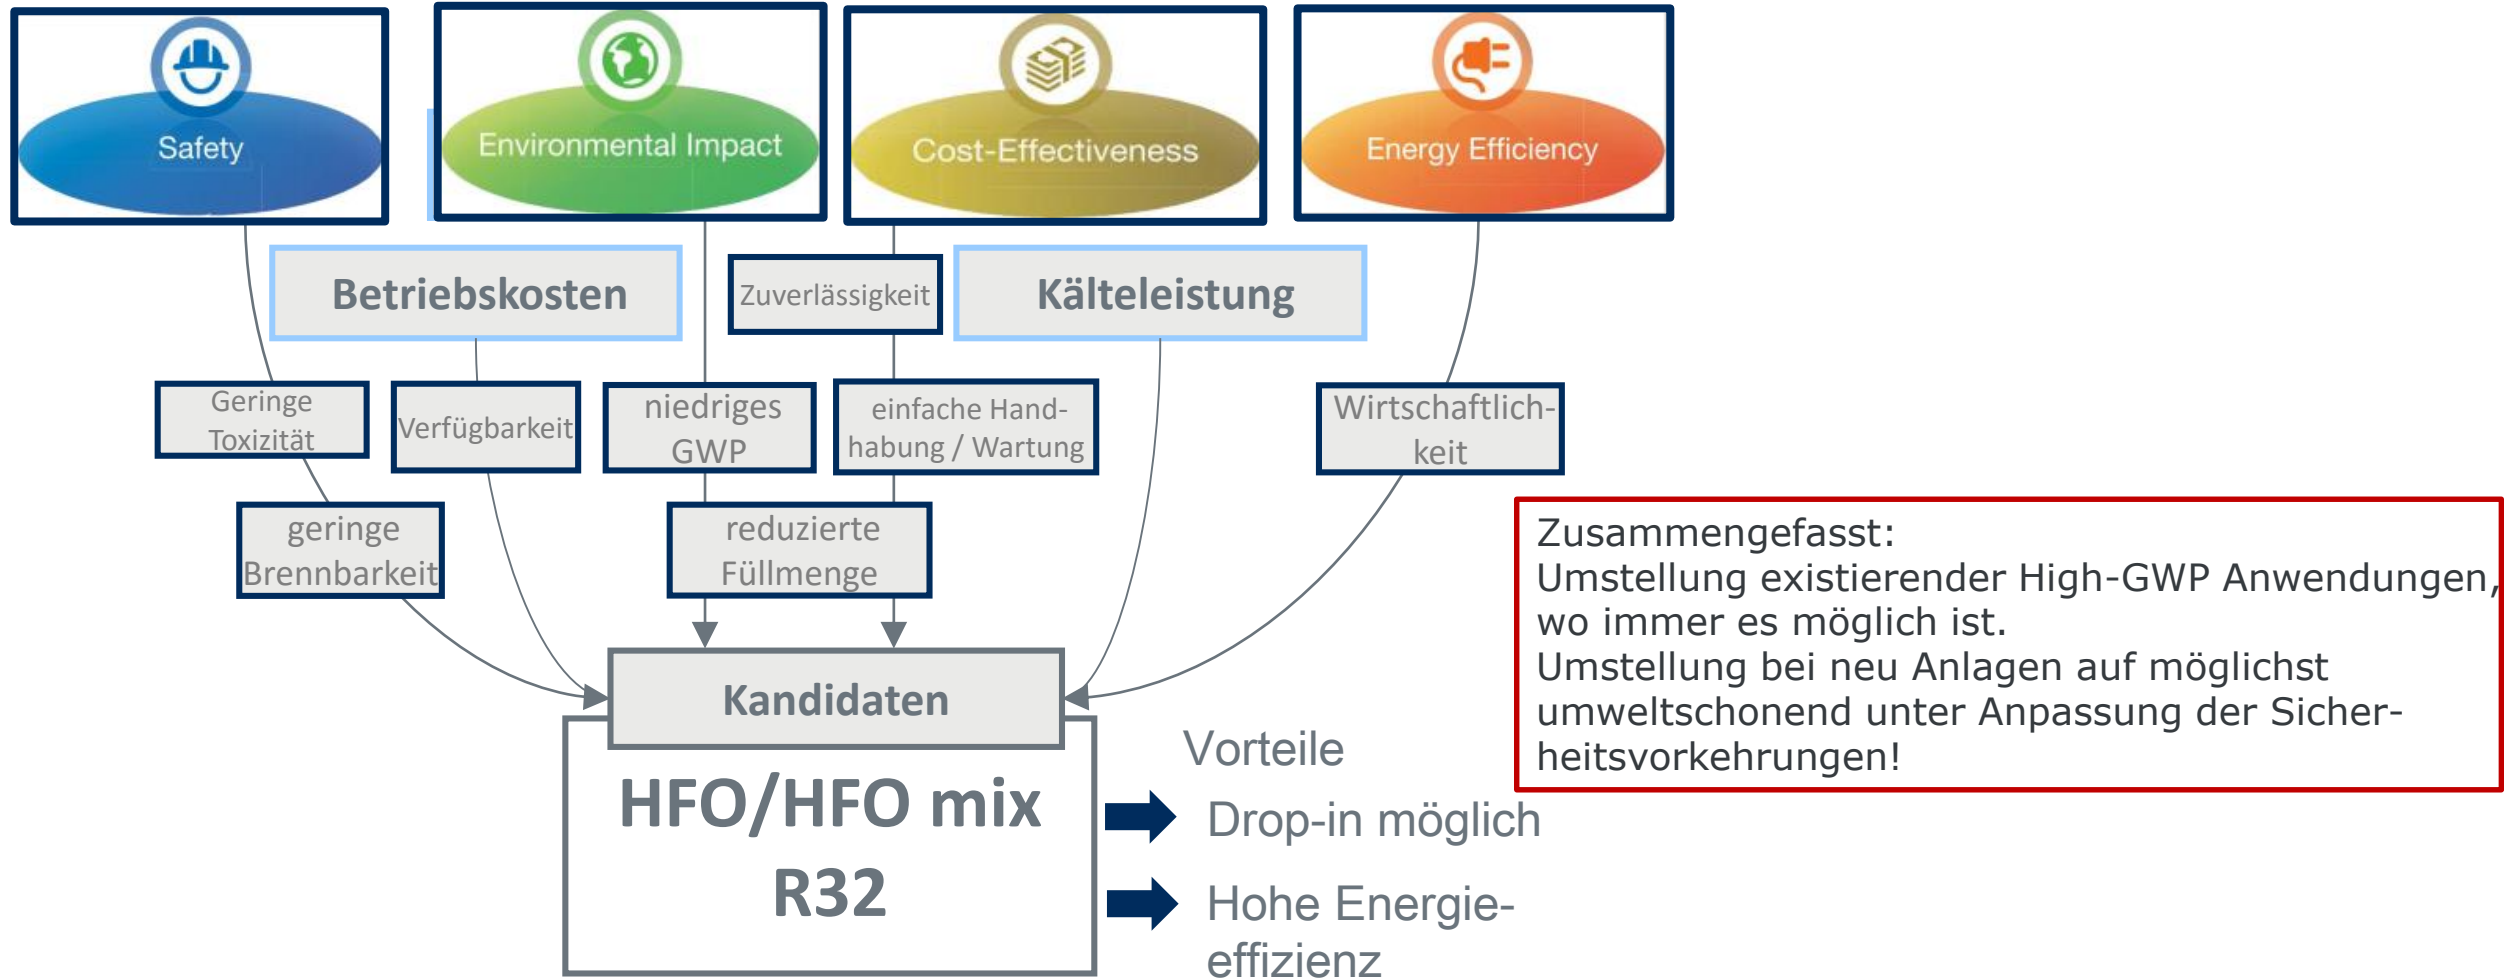 Safety
Environmental Impact
Cost-Effectiveness
Energy Efficiency
Betriebskosten
Zuverlässigkeit
Kälteleistung
Geringe
Toxizität
Verfügbarkeit
niedriges
GWP
einfache Hand-
habung / Wartung
Wirtschaftlich-
keit
geringe
Brennbarkeit
reduzierte
Füllmenge
Zusammengefasst:
Umstellung existierender High-GWP Anwendungen,
wo immer es möglich ist.
Umstellung bei neu Anlagen auf möglichst
umweltschonend unter Anpassung der Sicher-
heitsvorkehrungen!
Kandidaten
HFO/HFO mix
R32
Vorteile
Drop-in möglich
Hohe Energie-
effizienz